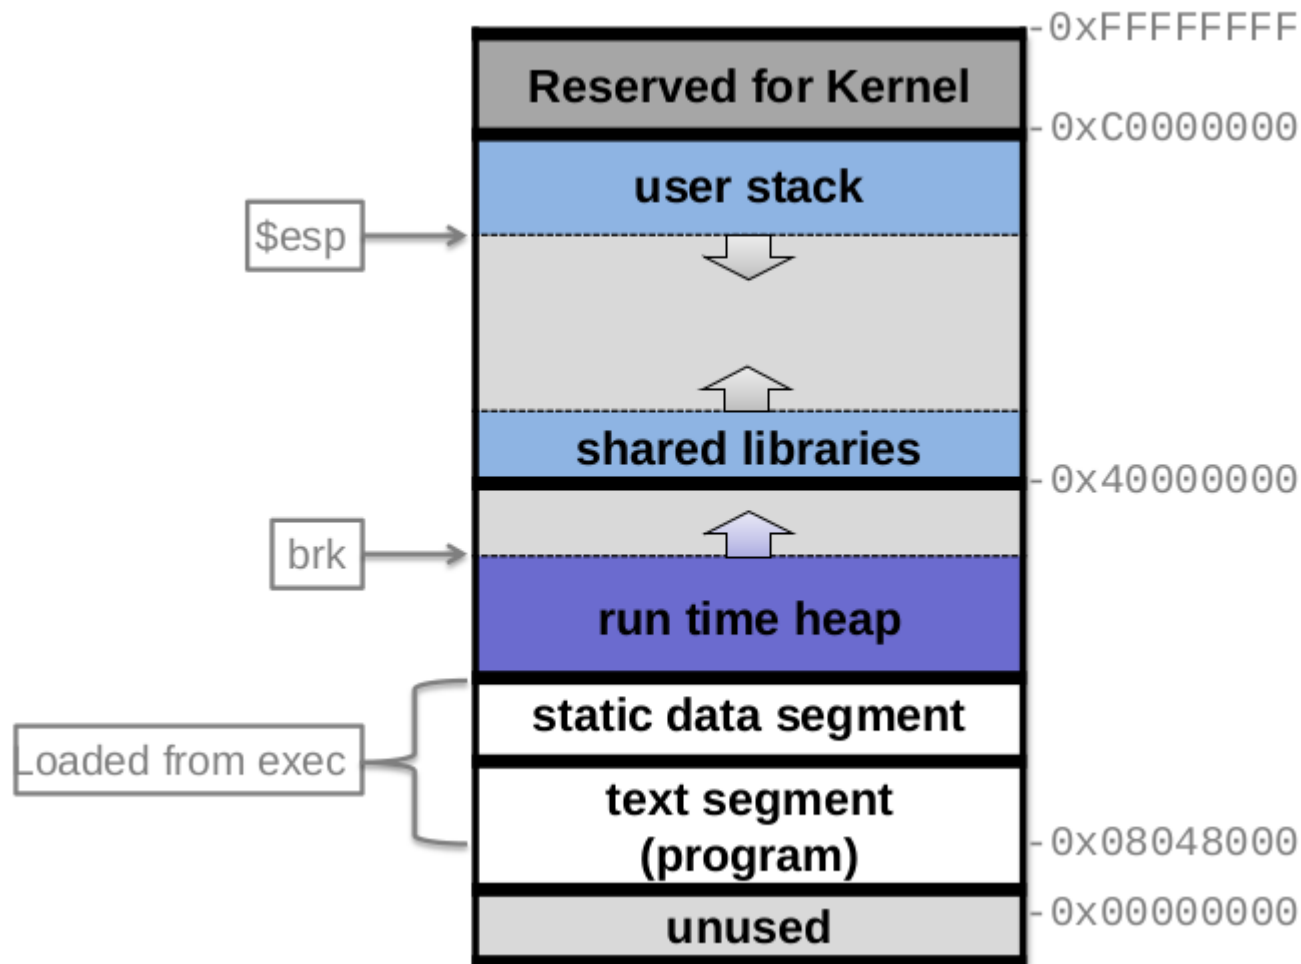 -0xFFFFFFFF
Reserved for Kernel
-0xC0000000
user stack
$esp
shared libraries
-0x40000000
brk
run time heap
static data segment
Loaded from exec
text segment
(program)
-0x08048000
-0x00000000
unused